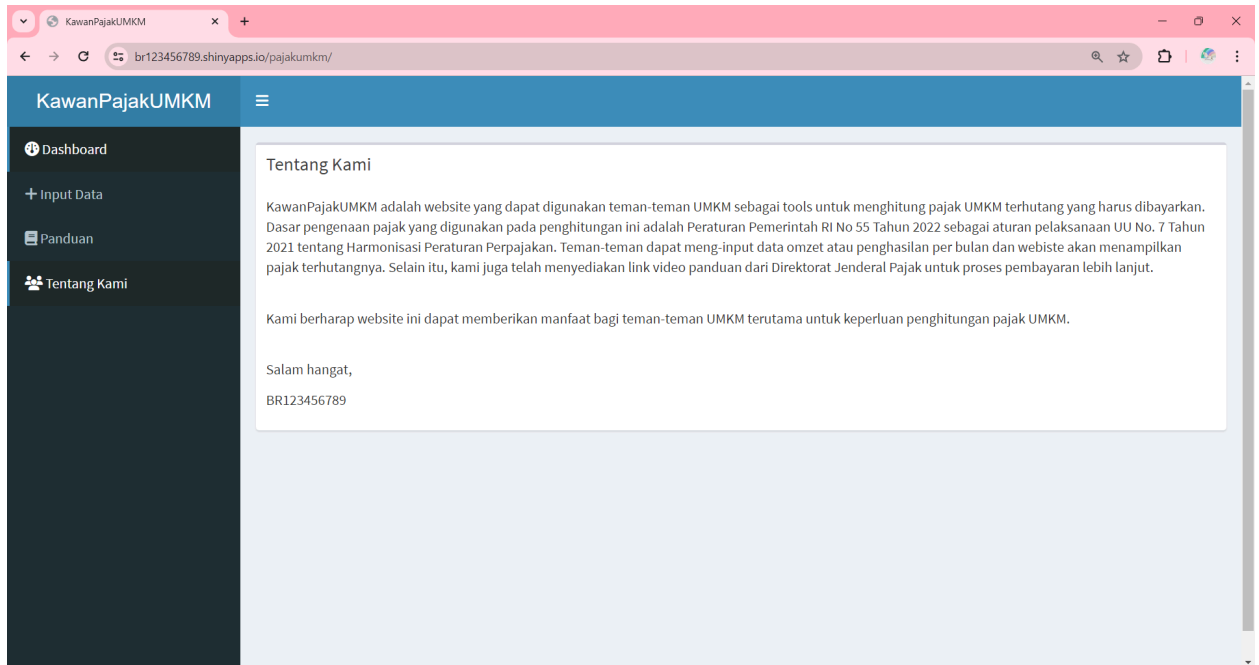 KawanPajakUMKM
br123456789.shinyapps.io/pajakumkm/
KawanPajakUMKM
Dashboard
Input Data
Panduan
Tentang Kami
Tentang Kami
KawanPajakUMKM adalah website yang dapat digunakan teman-teman UMKM sebagai tools untuk menghitung pajak UMKM terhutang yang harus dibayarkan.
Dasar pengenaan pajak yang digunakan pada penghitungan ini adalah Peraturan Pemerintah RI No 55 Tahun 2022 sebagai aturan pelaksanaan UU No. 7 Tahun
2021 tentang Harmonisasi Peraturan Perpajakan. Teman-teman dapat meng-input data omzet atau penghasilan per bulan dan webiste akan menampilkan
pajak terhutangnya. Selain itu, kami juga telah menyediakan link video panduan dari Direktorat Jenderal Pajak untuk proses pembayaran lebih lanjut.
Kami berharap website ini dapat memberikan manfaat bagi teman-teman UMKM terutama untuk keperluan penghitungan pajak UMKM.
Salam hangat,
BR123456789